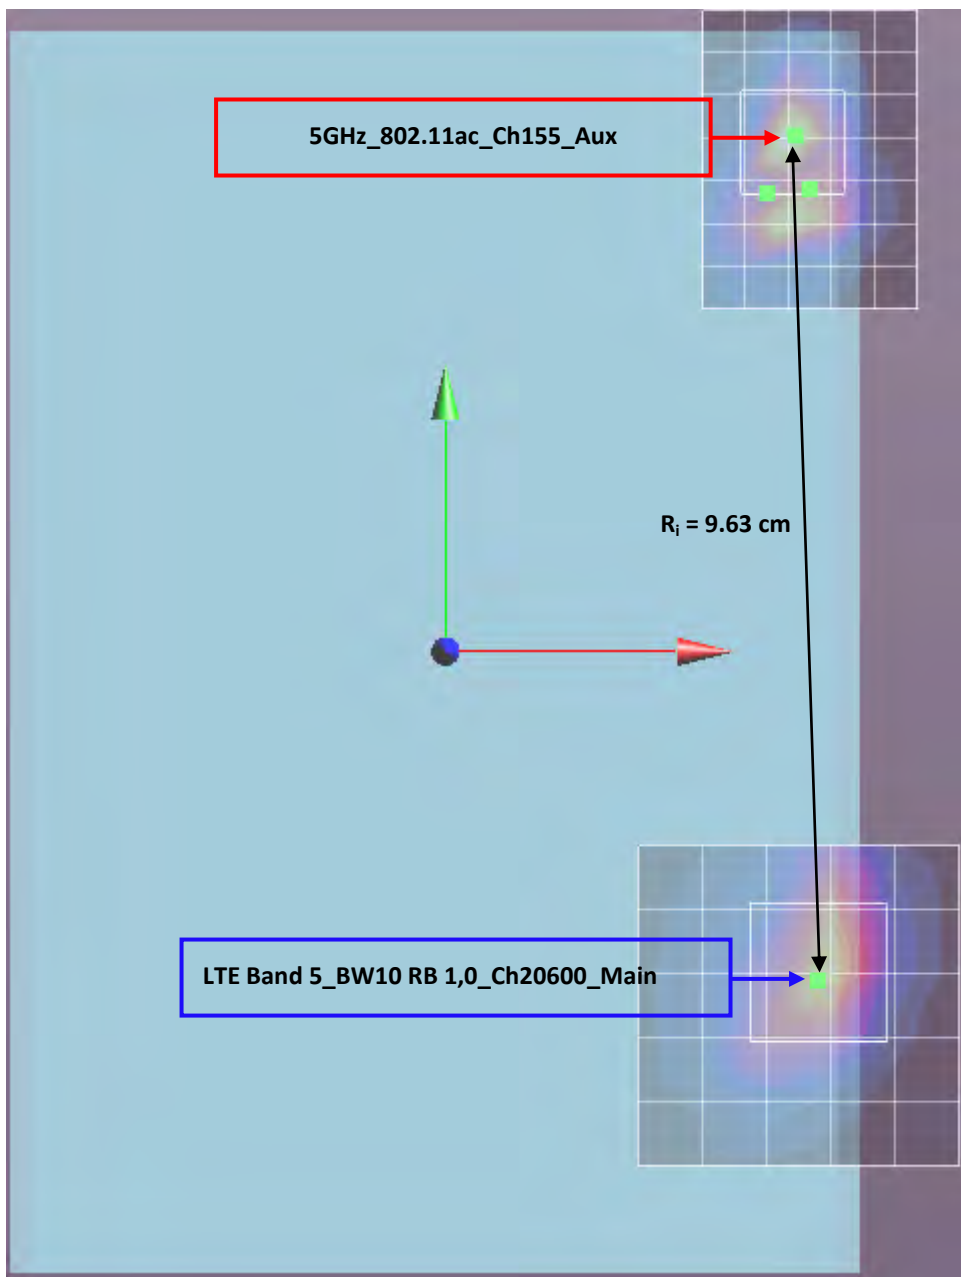 5GHz_802.11ac_Ch155_Aux
Ri = 9.63 cm
LTE Band 5_BW10 RB 1,0_Ch20600_Main